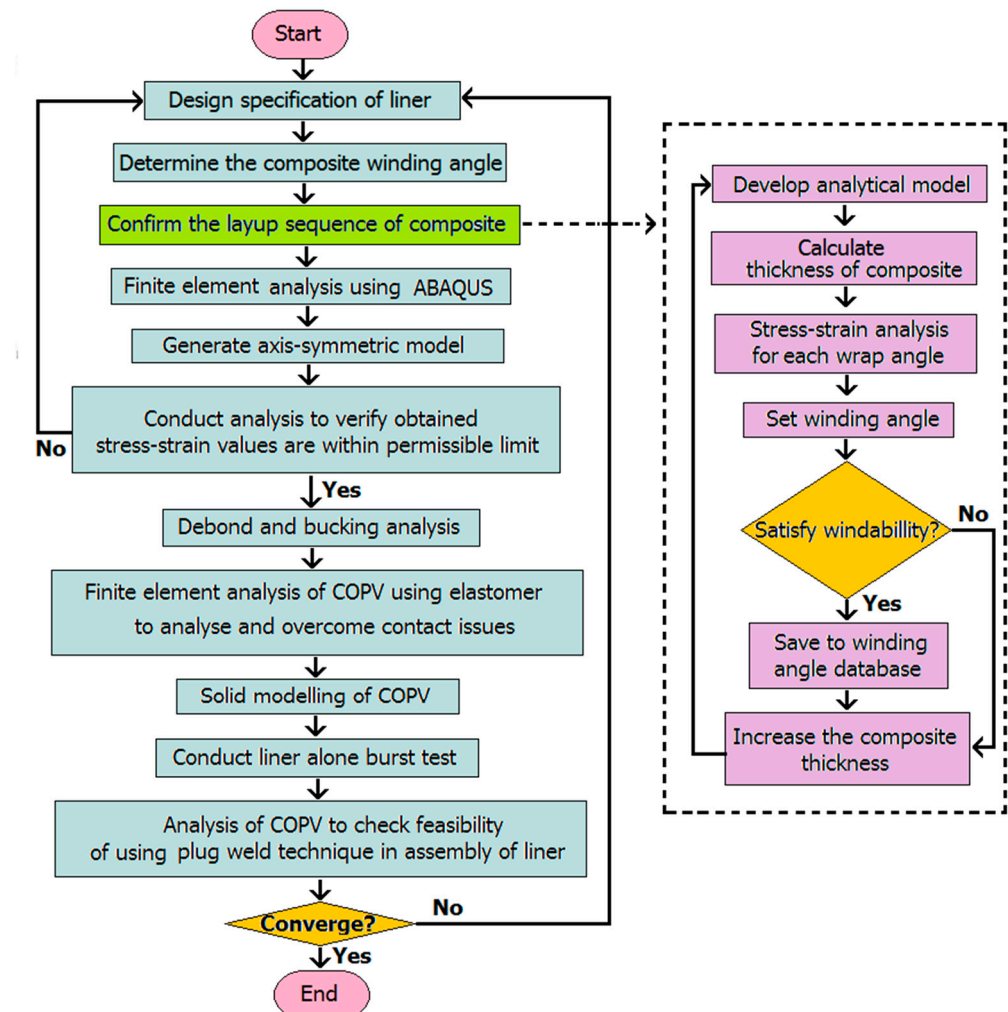 Start
Design specification of liner
Determine the composite winding angle
Confirm the layup sequence of composite
Finite element analysis using ABAQUS
Generate axis-symmetric model
Conduct analysis to verify obtained
stress-strain values are within permissible limit
No
Yes
Debond and bucking analysis
Finite element analysis of COPV using elastomer
to analyse and overcome contact issues
Solid modelling of COPV
Conduct liner alone burst test
Analysis of COPV to check feasibility
of using plug weld technique in assembly of liner
Converge?
No
Yes
End
Develop analytical model
Calculate
thickness of composite
Stress-strain analysis
for each wrap angle
Set winding angle
Satisfy windabillity?
No
Yes
Save to winding
angle database
Increase the composite
thickness